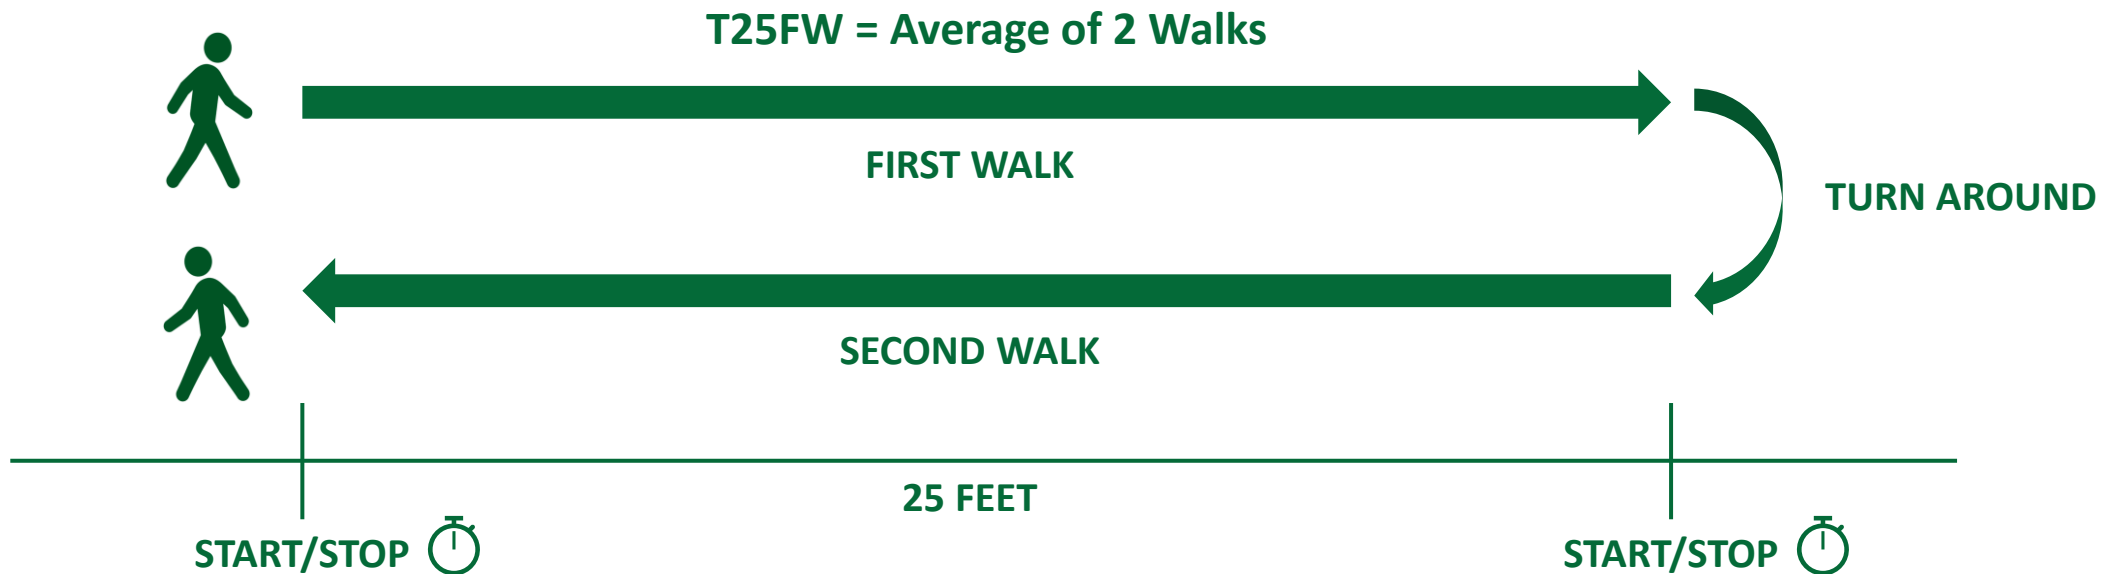 T25FW = Average of 2 Walks
FIRST WALK
TURN AROUND
SECOND WALK
25 FEET
START/STOP
START/STOP